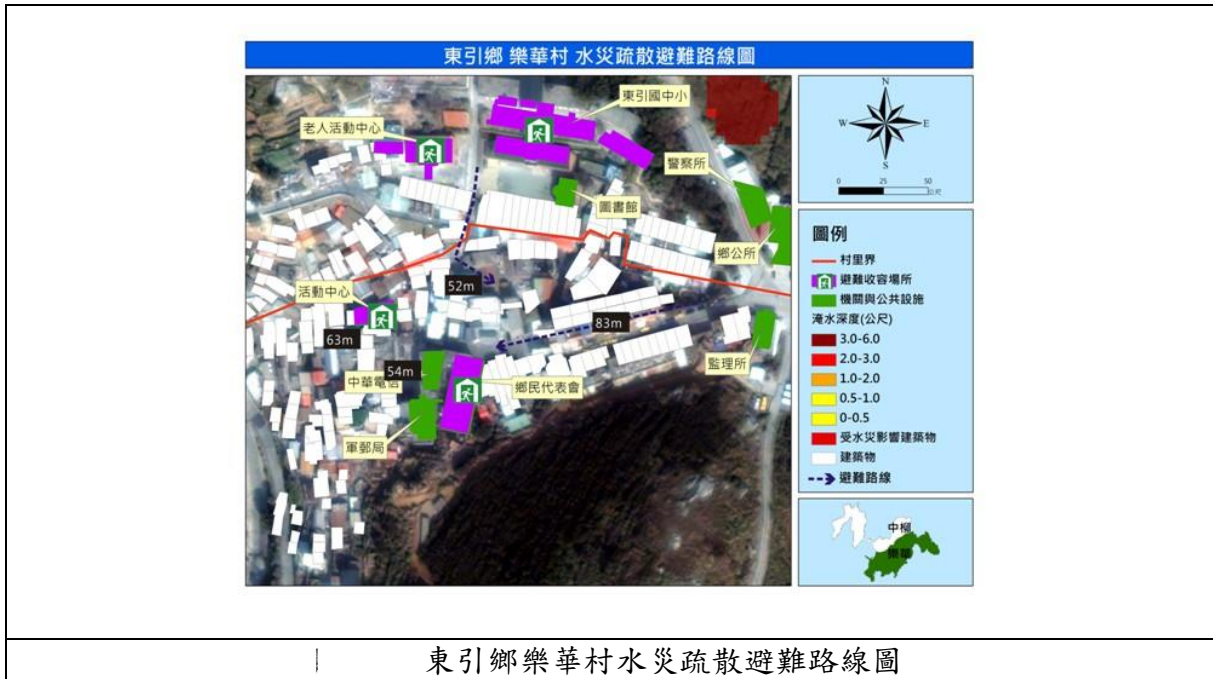 東引鄉 樂華村 水災疏散避難路線圖
東引國中小
老人活動中心
警察所
圖書館
鄉公所
52m
活動中心
83m
63m
監理所
54m
中華電信
鄉民代表會
軍郵局
N
W
E
S
0 25 50
公尺
圖例
村里界
避難收容場所
機關與公共設施
淹水深度(公尺)
3.0-6.0
2.0-3.0
1.0-2.0
0.5-1.0
0-0.5
受水災影響建築物
建築物
避難路線
中柳
樂華
東引鄉樂華村水災疏散避難路線圖